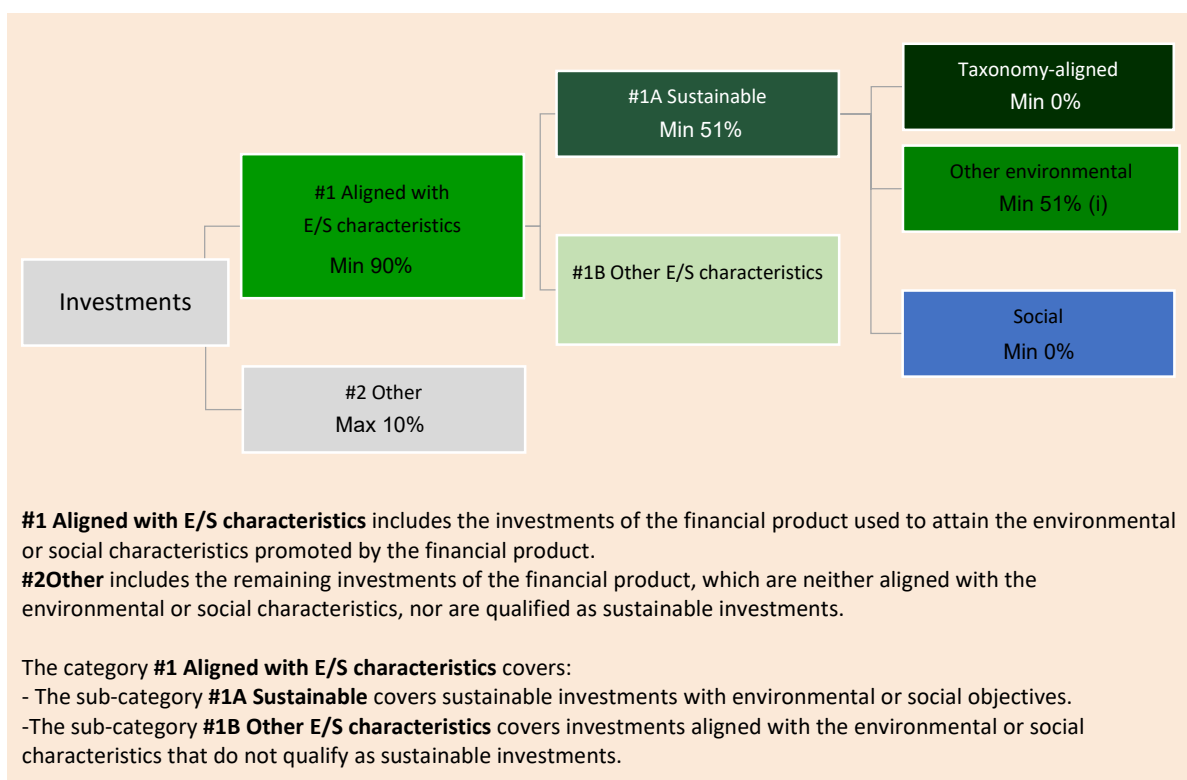 Investments
#1 Aligned with
E/S characteristics
Min 90%
#2 Other
Max 10%
#1A Sustainable
Min 51%
#1B Other E/S characteristics
Taxonomy-aligned
Min 0%
Other environmental
Min 51% (i)
Social
Min 0%
#1 Aligned with E/S characteristics includes the investments of the financial product used to attain the environmental
or social characteristics promoted by the financial product.
#2Other includes the remaining investments of the financial product, which are neither aligned with the
environmental or social characteristics, nor are qualified as sustainable investments.
The category #1 Aligned with E/S characteristics covers:
- The sub-category #1A Sustainable covers sustainable investments with environmental or social objectives.
-The sub-category #1B Other E/S characteristics covers investments aligned with the environmental or social
characteristics that do not qualify as sustainable investments.